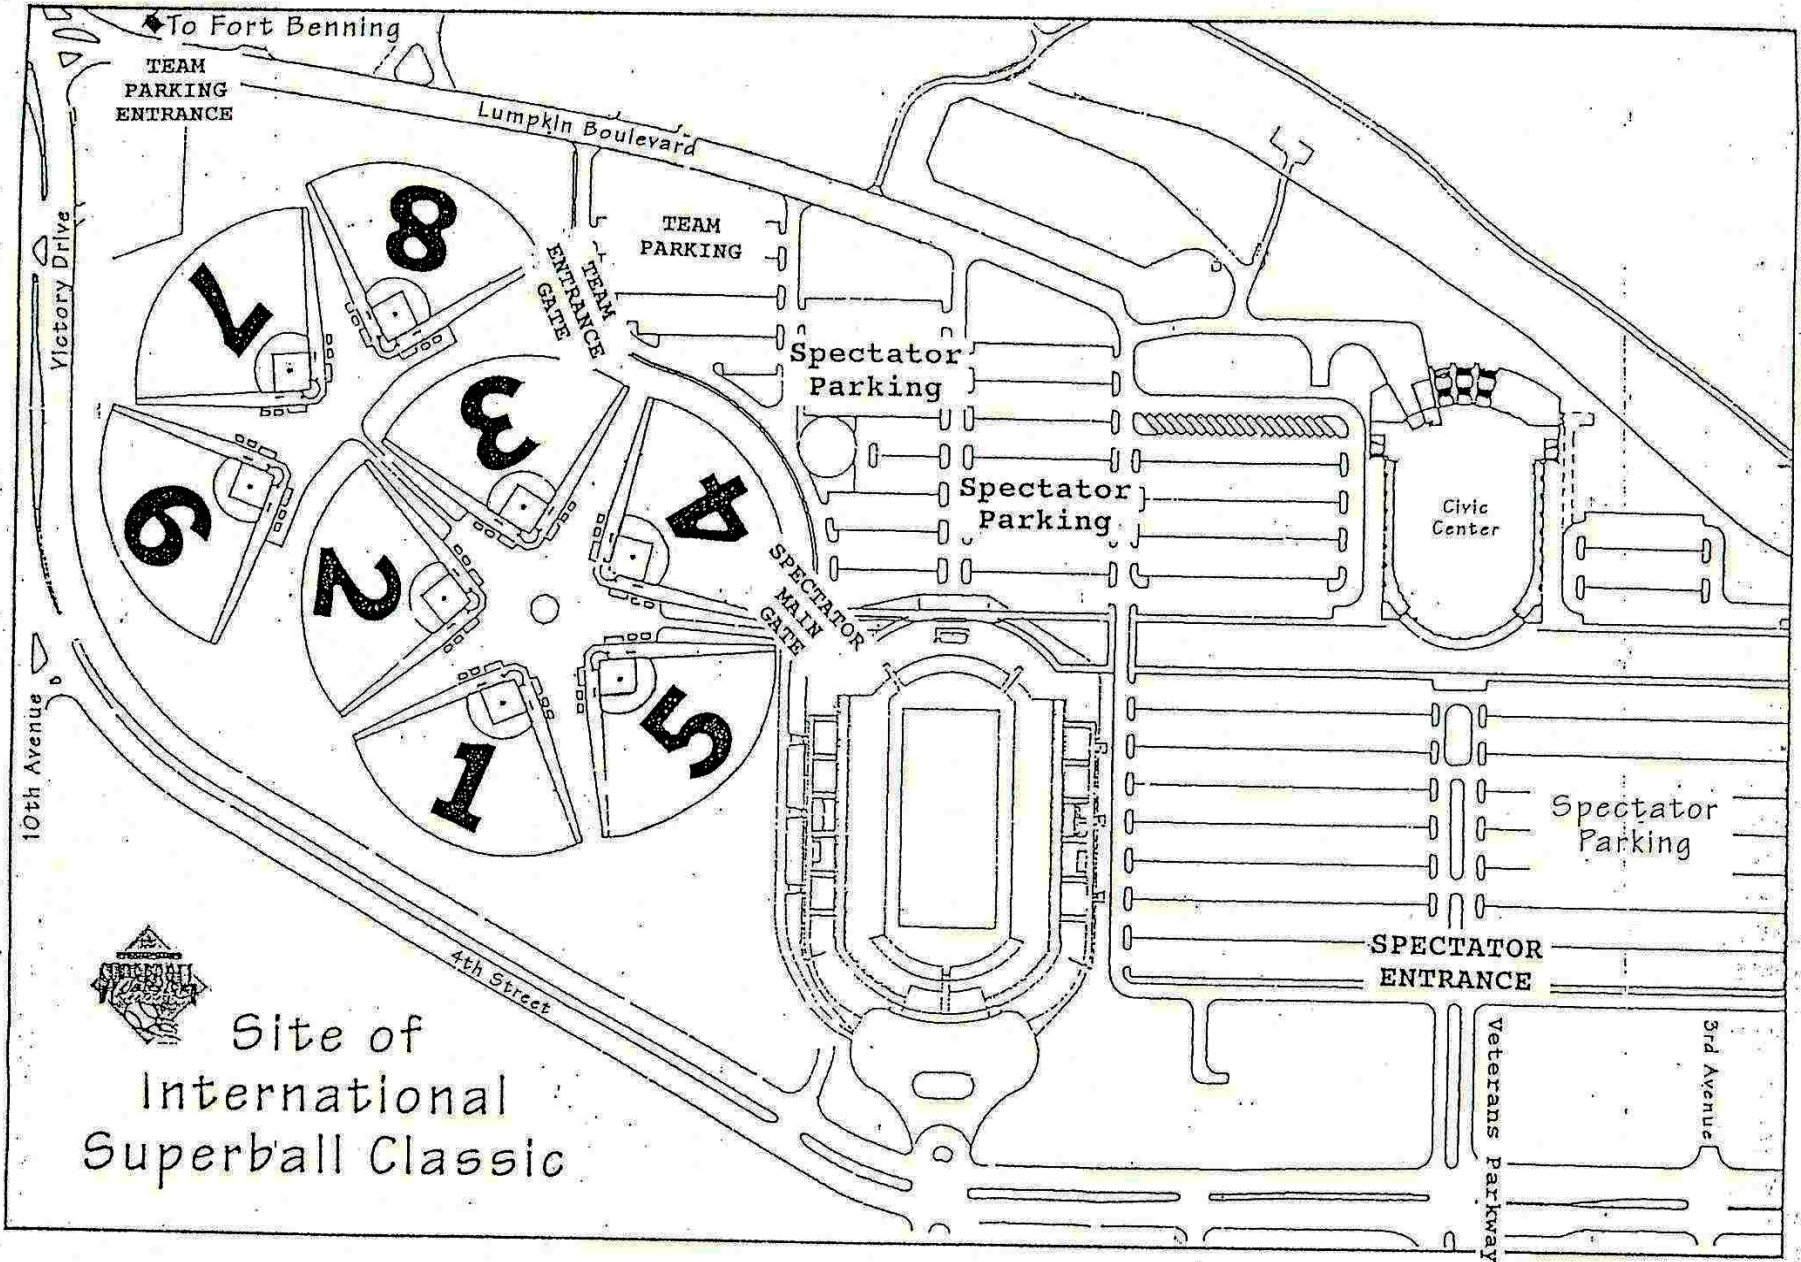 To Fort Benning
TEAM
PARKING
ENTRANCE
Lumpkin Boulevard
Victory Drive
8
7
TEAM
PARKING
TEAM
ENTRANCE
GATE
Spectator
Parking
3
4
6
2
Spectator
Parking
Civic
Center
SPECTATOR
MAIN
GATE
5
1
10th Avenue
Spectator
Parking
SPECTATOR
ENTRANCE
4th Street
Site of
International
Superball Classic
Veterans Parkway
3rd Avenue